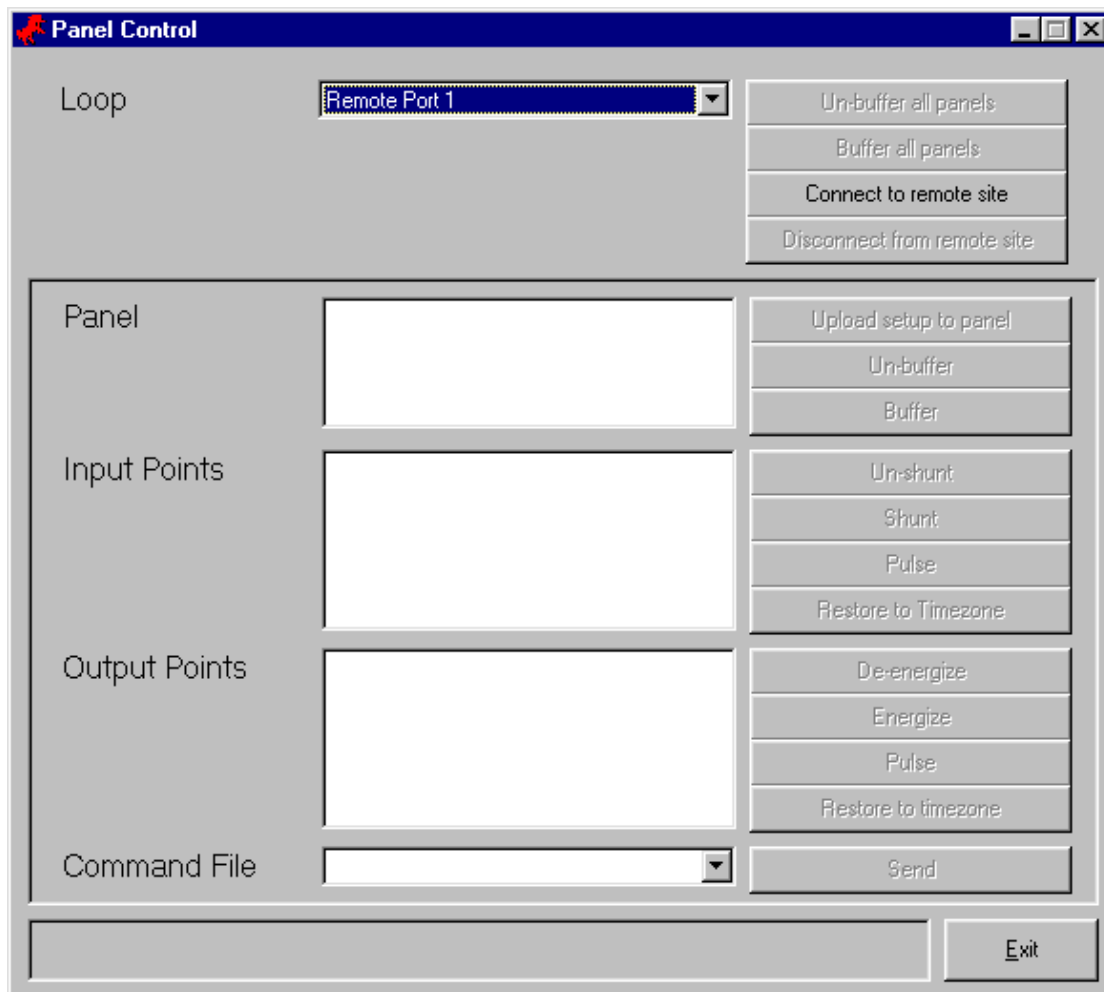 Panel Control
Loop
Remote Port 1
Un-buffer all panels
Buffer all panels
Connect to remote site
Disconnect from remote site
Panel
Upload setup to panel
Un-buffer
Buffer
Input Points
Un-shunt
Shunt
Pulse
Restore to Timezone
Output Points
De-energize
Energize
Pulse
Restore to timezone
Command File
Send
Exit